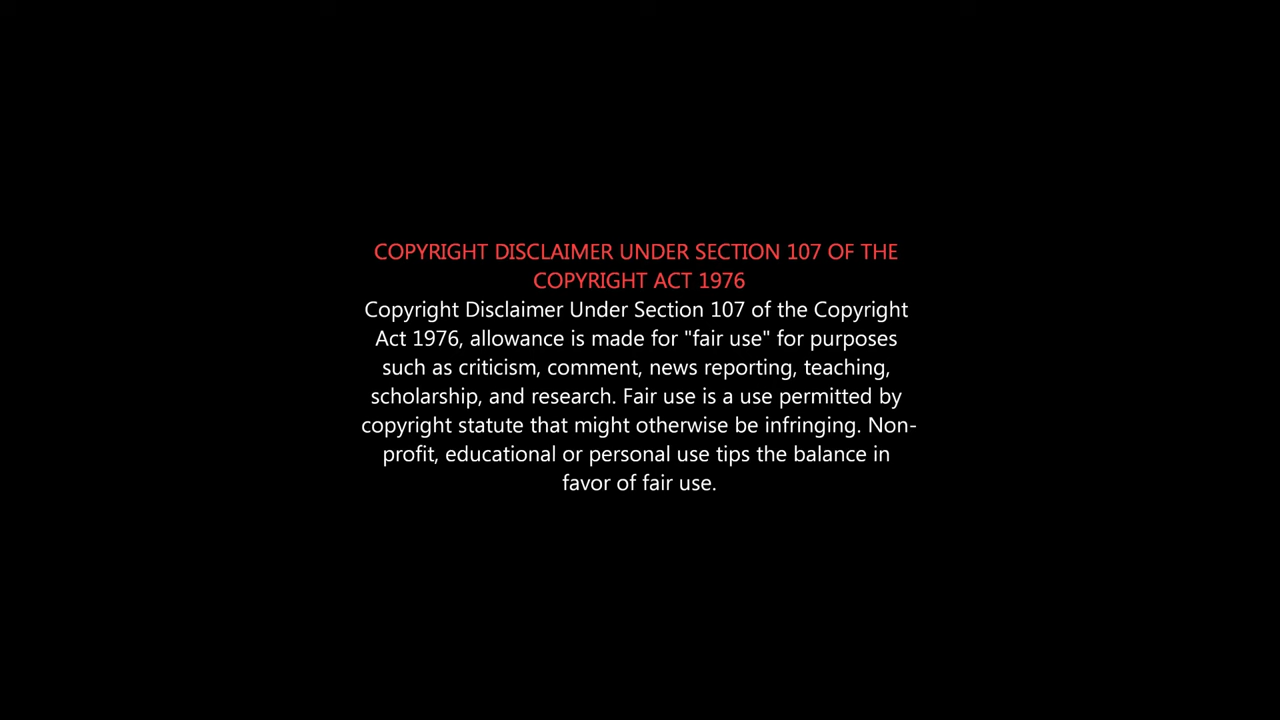 COPYRIGHT DISCLAIMER UNDER SECTION 107 OF THE
COPYRIGHT ACT 1976
Copyright Disclaimer Under Section 107 of the Copyright
Act 1976, allowance is made for "fair use" for purposes
such as criticism, comment, news reporting, teaching,
scholarship, and research. Fair use is a use permitted by
copyright statute that might otherwise be infringing. Non-
profit, educational or personal use tips the balance in
favor of fair use.